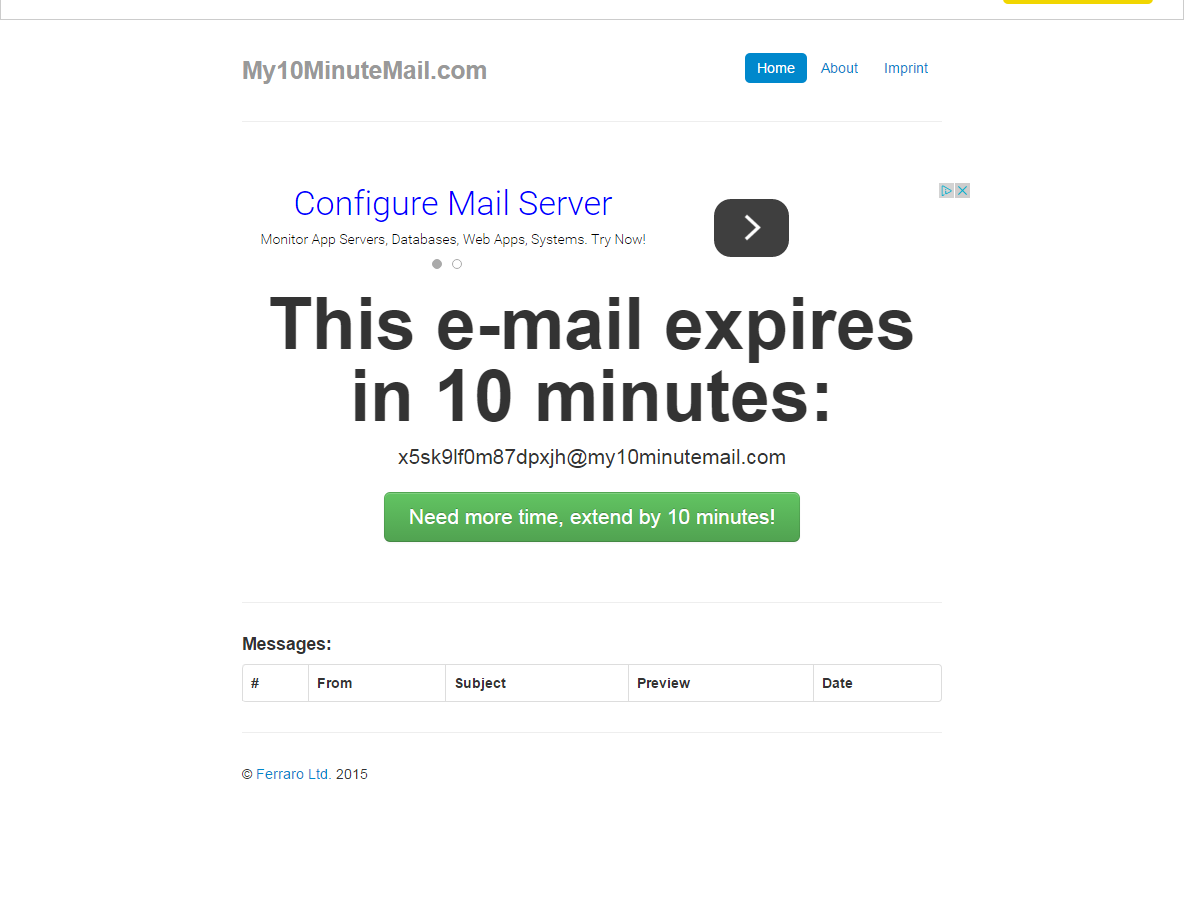 My10MinuteMail.com
Home About Imprint
Configure Mail Server
Monitor App Servers, Databases, Web Apps, Systems. Try Now!
This e-mail expires
in 10 minutes:
x5sk9lf0m87dpxjh@my10minutemail.com
Need more time, extend by 10 minutes!
Messages:
# From Subject Preview Date
© Ferraro Ltd. 2015